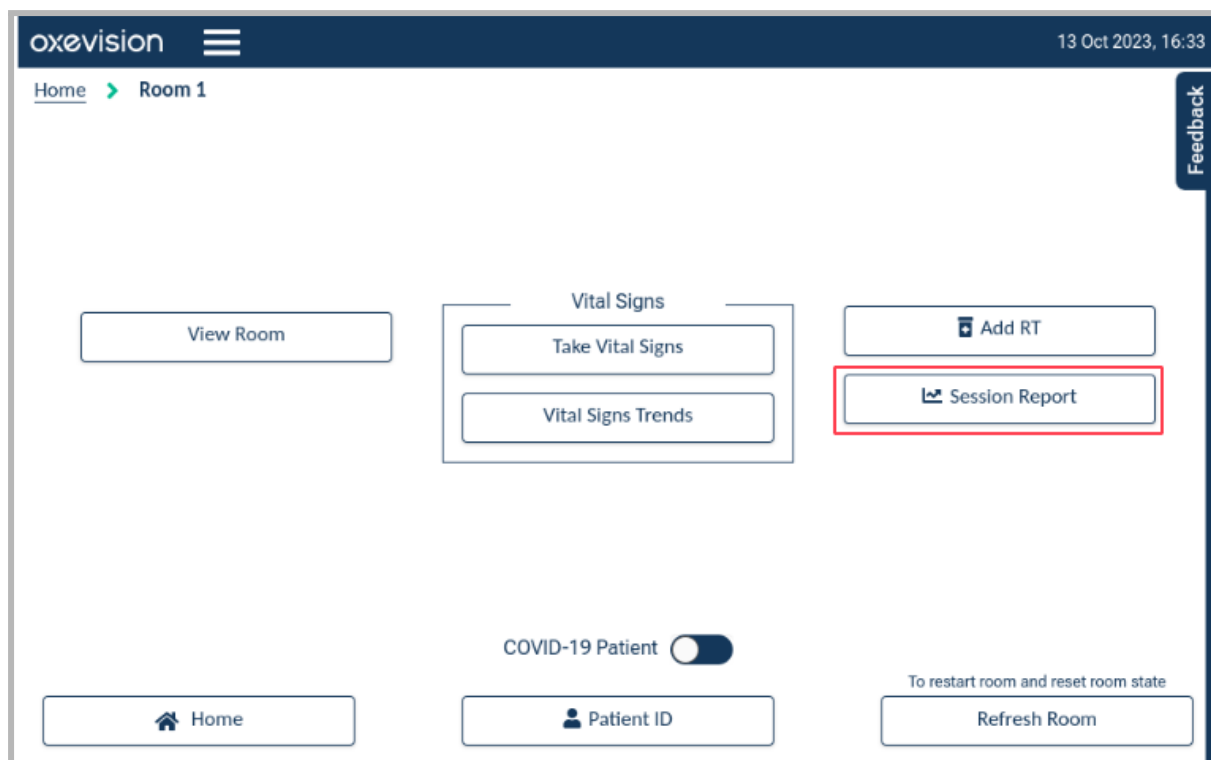 oxevision
13 Oct 2023, 16:33
Home > Room 1
Feedback
Vital Signs
View Room
Take Vital Signs
Vital Signs Trends
Add RT
Session Report
COVID-19 Patient
To restart room and reset room state
Home
Patient ID
Refresh Room